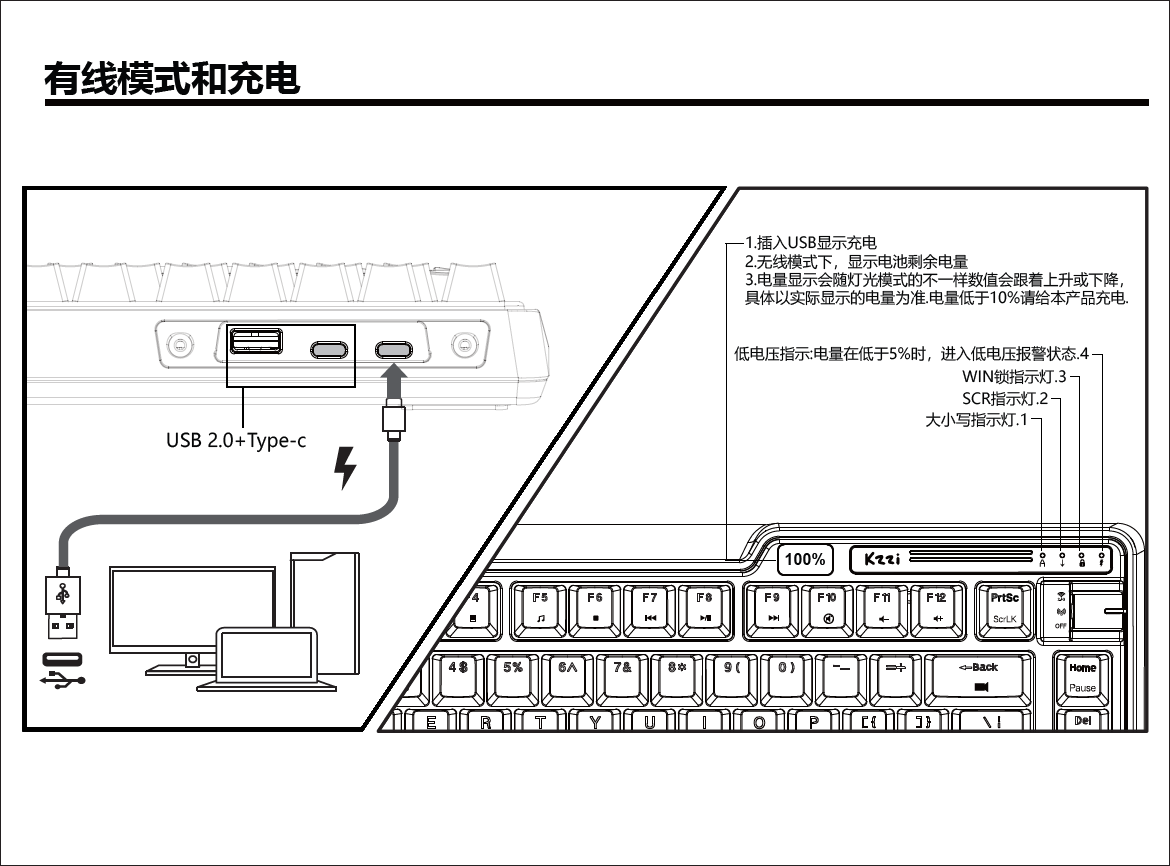 有线模式和充电
1.插入USB显示充电
2.无线模式下，显示电池剩余电量
3.电量显示会随灯光模式的不一样数值会跟着上升或下降，
具体以实际显示的电量为准.电量低于10%请给本产品充电.
低电压指示:电量在低于5%时，进入低电压报警状态.4
WIN锁指示灯.3
SCR指示灯.2
大小写指示灯.1
USB 2.0+Type-c
100%
Kzzi
A
4 F5 F6 F7 F8 F9 F10 F11 F12 PrtSc
ScrLK
OFF
4$ 5% 6^ 7& 8* 9( 0) -_ =+ Back Home
Pause
E R T Y U I O P [{ ]} \| Del